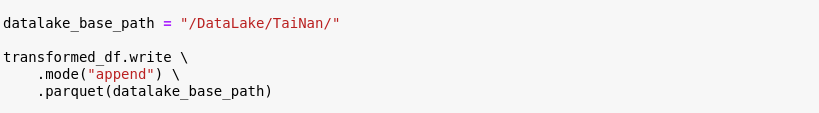 datalake_base_path = "/DataLake/TaiNan/"
transformed_df.write \
.mode("append") \
.parquet(datalake_base_path)